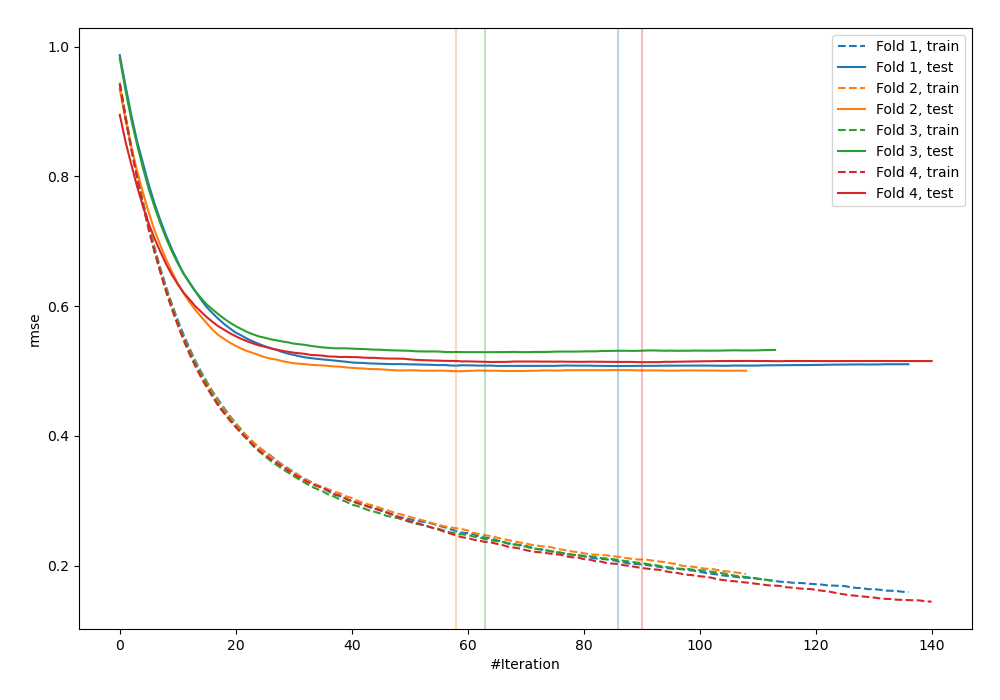 1.0
0.8
0.6
0.4
0.2
rmse
0
20
40
60
80
100
120
140
#Iteration
Fold 1, train
Fold 1, test
Fold 2, train
Fold 2, test
Fold 3, train
Fold 3, test
Fold 4, train
Fold 4, test